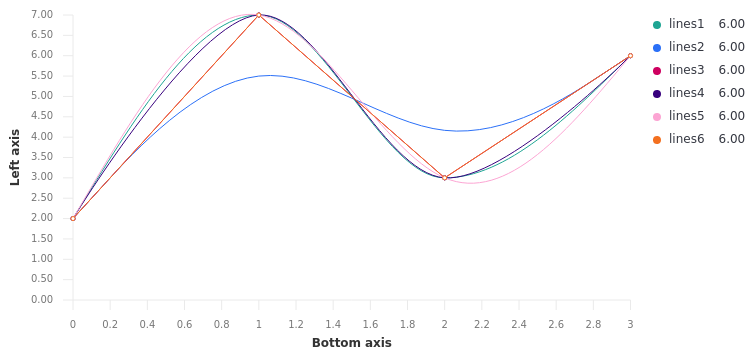 7.00
6.50
6.00
5.50
5.00
4.50
4.00
3.50
3.00
2.50
2.00
1.50
1.00
0.50
0.00
Left axis
0 0.2 0.4 0.6 0.8 1 1.2 1.4 1.6 1.8 2 2.2 2.4 2.6 2.8 3
Bottom axis
lines1 6.00
lines2 6.00
lines3 6.00
lines4 6.00
lines5 6.00
lines6 6.00